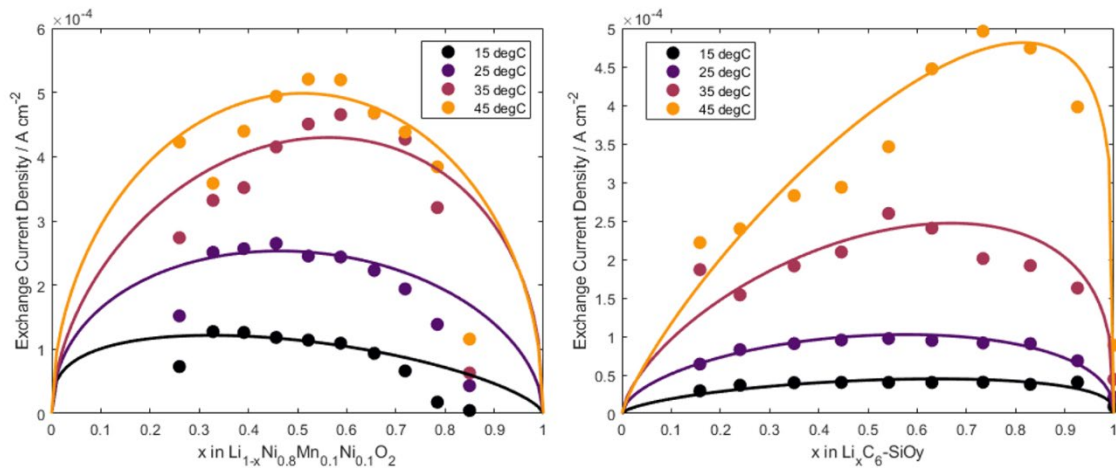 ×10⁻⁴
6
5
4
3
2
1
0
Exchange Current Density / A cm⁻²
15 degC
25 degC
35 degC
45 degC
0 0.1 0.2 0.3 0.4 0.5 0.6 0.7 0.8 0.9 1
x in Li₁₋ₓNi₀.₈Mn₀.₁Ni₀.₁O₂
×10⁻⁴
5
4.5
4
3.5
3
2.5
2
1.5
1
0.5
0
Exchange Current Density / A cm⁻²
15 degC
25 degC
35 degC
45 degC
0 0.1 0.2 0.3 0.4 0.5 0.6 0.7 0.8 0.9 1
x in LiₓC₆-SiOy